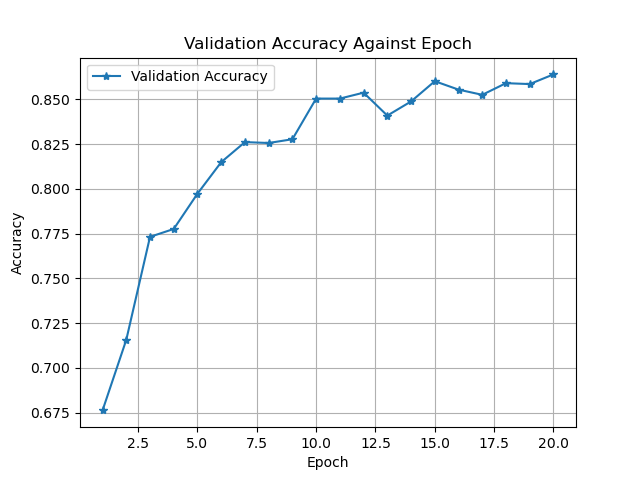 Validation Accuracy Against Epoch
Validation Accuracy
0.850
0.825
0.800
0.775
0.750
0.725
0.700
0.675
Accuracy
2.5 5.0 7.5 10.0 12.5 15.0 17.5 20.0
Epoch